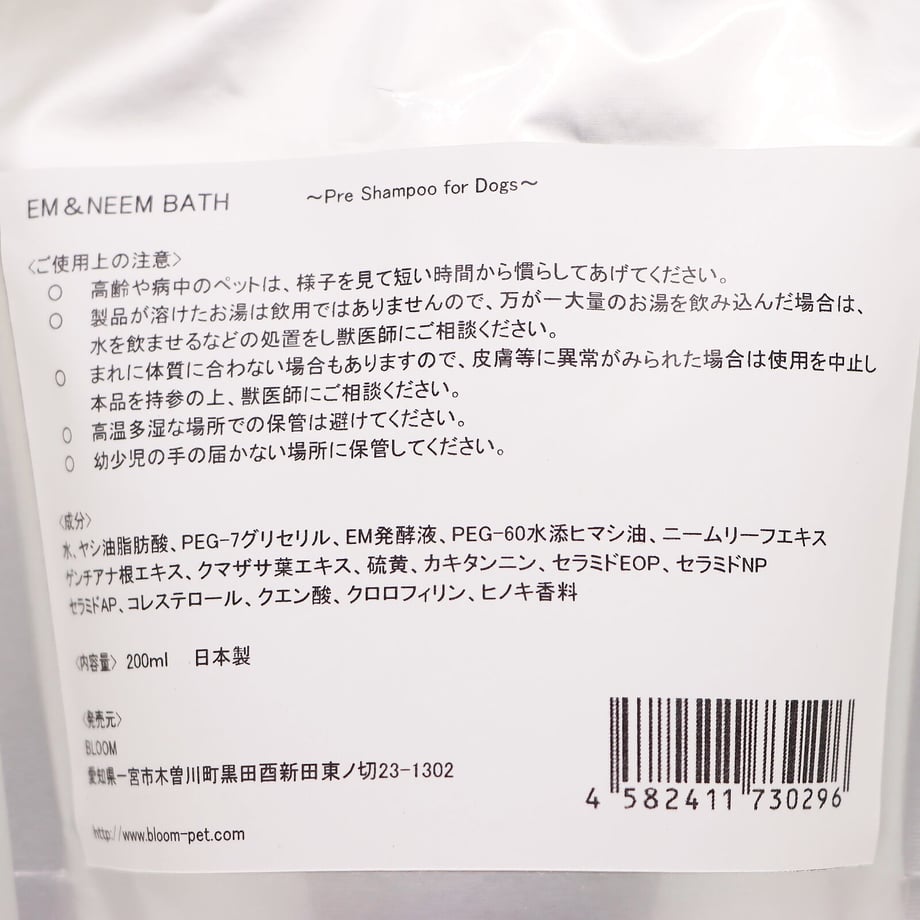 EM＆NEEM BATH　～Pre Shampoo for Dogs～
〈ご使用上の注意〉
○ 高齢や病中のペットは、様子を見て短い時間から慣らしてあげてください。
○ 製品が溶けたお湯は飲用ではありませんので、万が一大量のお湯を飲み込んだ場合は、
水を飲ませるなどの処置をし獣医師にご相談ください。
○ まれに体質に合わない場合もありますので、皮膚等に異常がみられた場合は使用を中止し
本品を持参の上、獣医師にご相談ください。
○ 高温多湿な場所での保管は避けてください。
○ 幼少児の手の届かない場所に保管してください。
〈成分〉
水、ヤシ油脂肪酸、PEG-7グリセリル、EM発酵液、PEG-60水添ヒマシ油、ニームリーフエキス
ゲンチアナ根エキス、クマザサ葉エキス、硫黄、カキタンニン、セラミドEOP、セラミドNP
セラミドAP、コレステロール、クエン酸、クロロフィリン、ヒノキ香料
〈内容量〉 200ml　日本製
〈発売元〉
BLOOM
愛知県一宮市木曽川町黒田酉新田東ノ切23-1302
http://www.bloom-pet.com
4 582411 730296